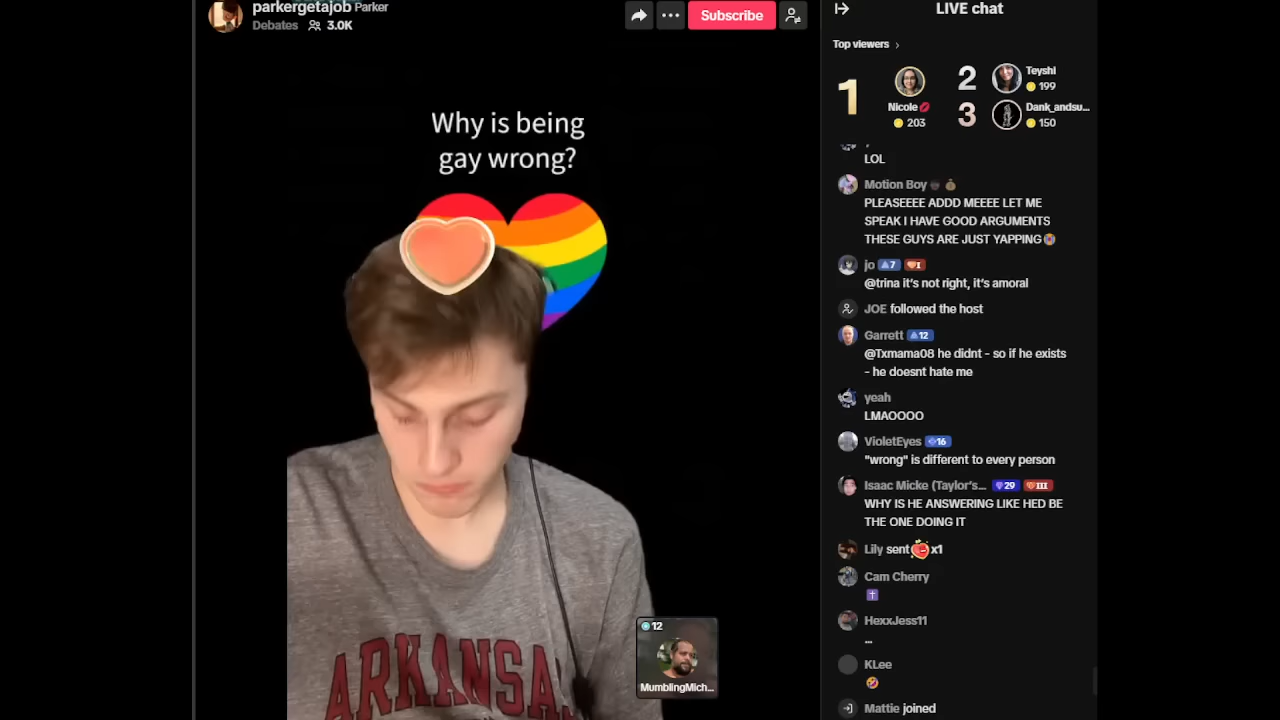 parkergetajob Parker
Debates 3.0K
Subscribe
Why is being
gay wrong?
ARKANSAS
12
MumblingMich...
LIVE chat
Top viewers
1
Nicole
203
2
Teyshi
199
3
Dank_andsu...
150
LOL
Motion Boy
PLEASEEEE ADDD MEEEE LET ME
SPEAK I HAVE GOOD ARGUMENTS
THESE GUYS ARE JUST YAPPING
jo 7 I
@trina it's not right, it's amoral
JOE followed the host
Garrett 12
@Txmama08 he didnt - so if he exists
- he doesnt hate me
yeah
LMAOOOO
VioletEyes 16
"wrong" is different to every person
Isaac Micke (Taylor's... 29 III
WHY IS HE ANSWERING LIKE HED BE
THE ONE DOING IT
Lily sent x1
Cam Cherry
HexxJess11
...
KLee
Mattie joined